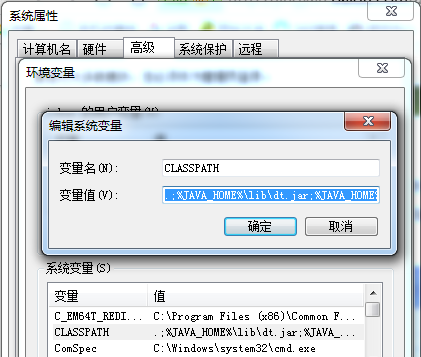 系统属性
计算机名
硬件
高级
系统保护
远程
环境变量
的用户变量(U)
编辑系统变量
变量名(N):
CLASSPATH
变量值(V):
.;%JAVA_HOME%\lib\dt.jar;%JAVA_HOME%
确定
取消
系统变量(S)
变量
值
C_EM64T_REDI...
C:\Program Files (x86)\Common F...
CLASSPATH
.;%JAVA_HOME%\lib\dt.jar;%JAVA_...
ComSpec
C:\Windows\system32\cmd.exe